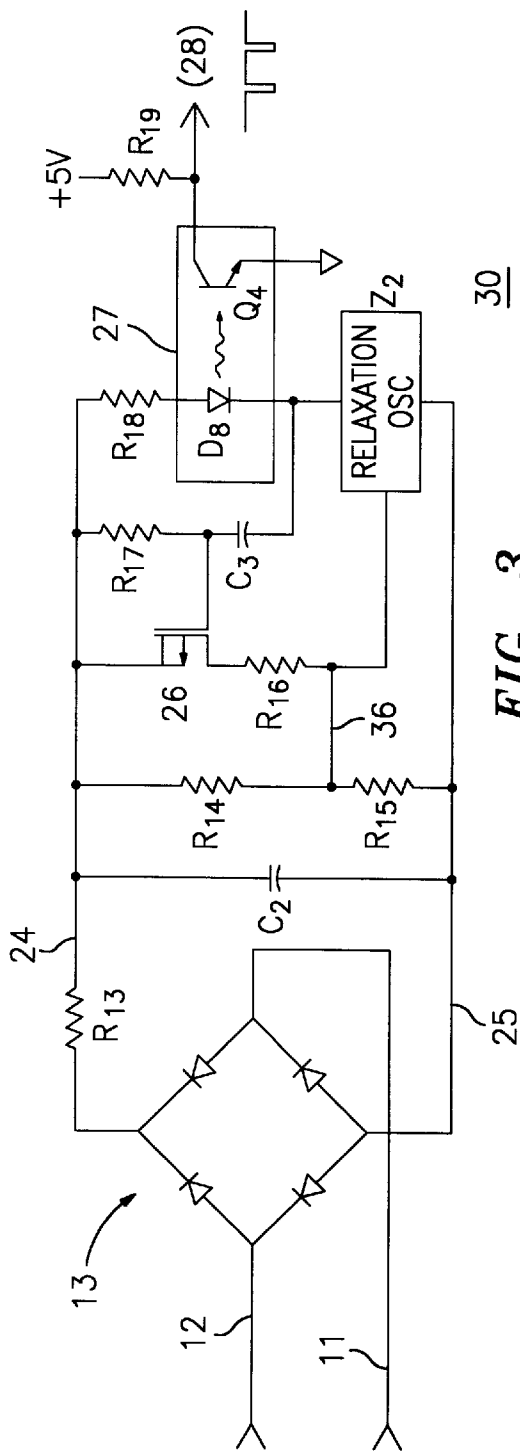 13
12
11
R13
24
25
C2
R14
R15
36
26
R16
R17
C3
R18
D8
27
Q4
+5V
R19
(28)
RELAXATION
OSC
Z2
30
FIG. 3